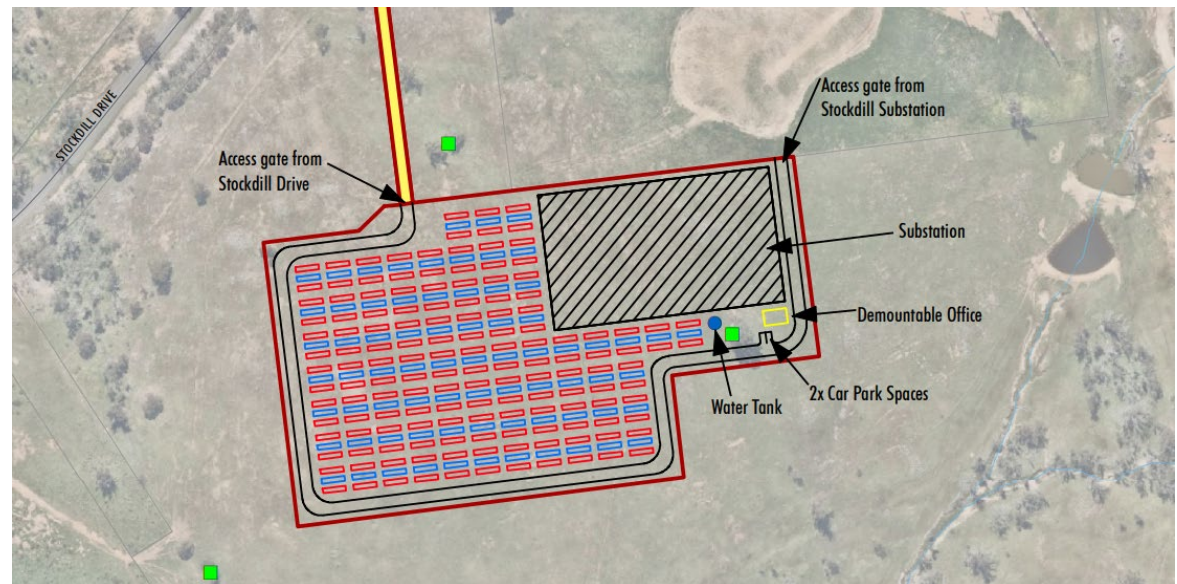 STOCKDILL DRIVE
Access gate from
Stockdill Substation
Access gate from
Stockdill Drive
Substation
Demountable Office
2x Car Park Spaces
Water Tank